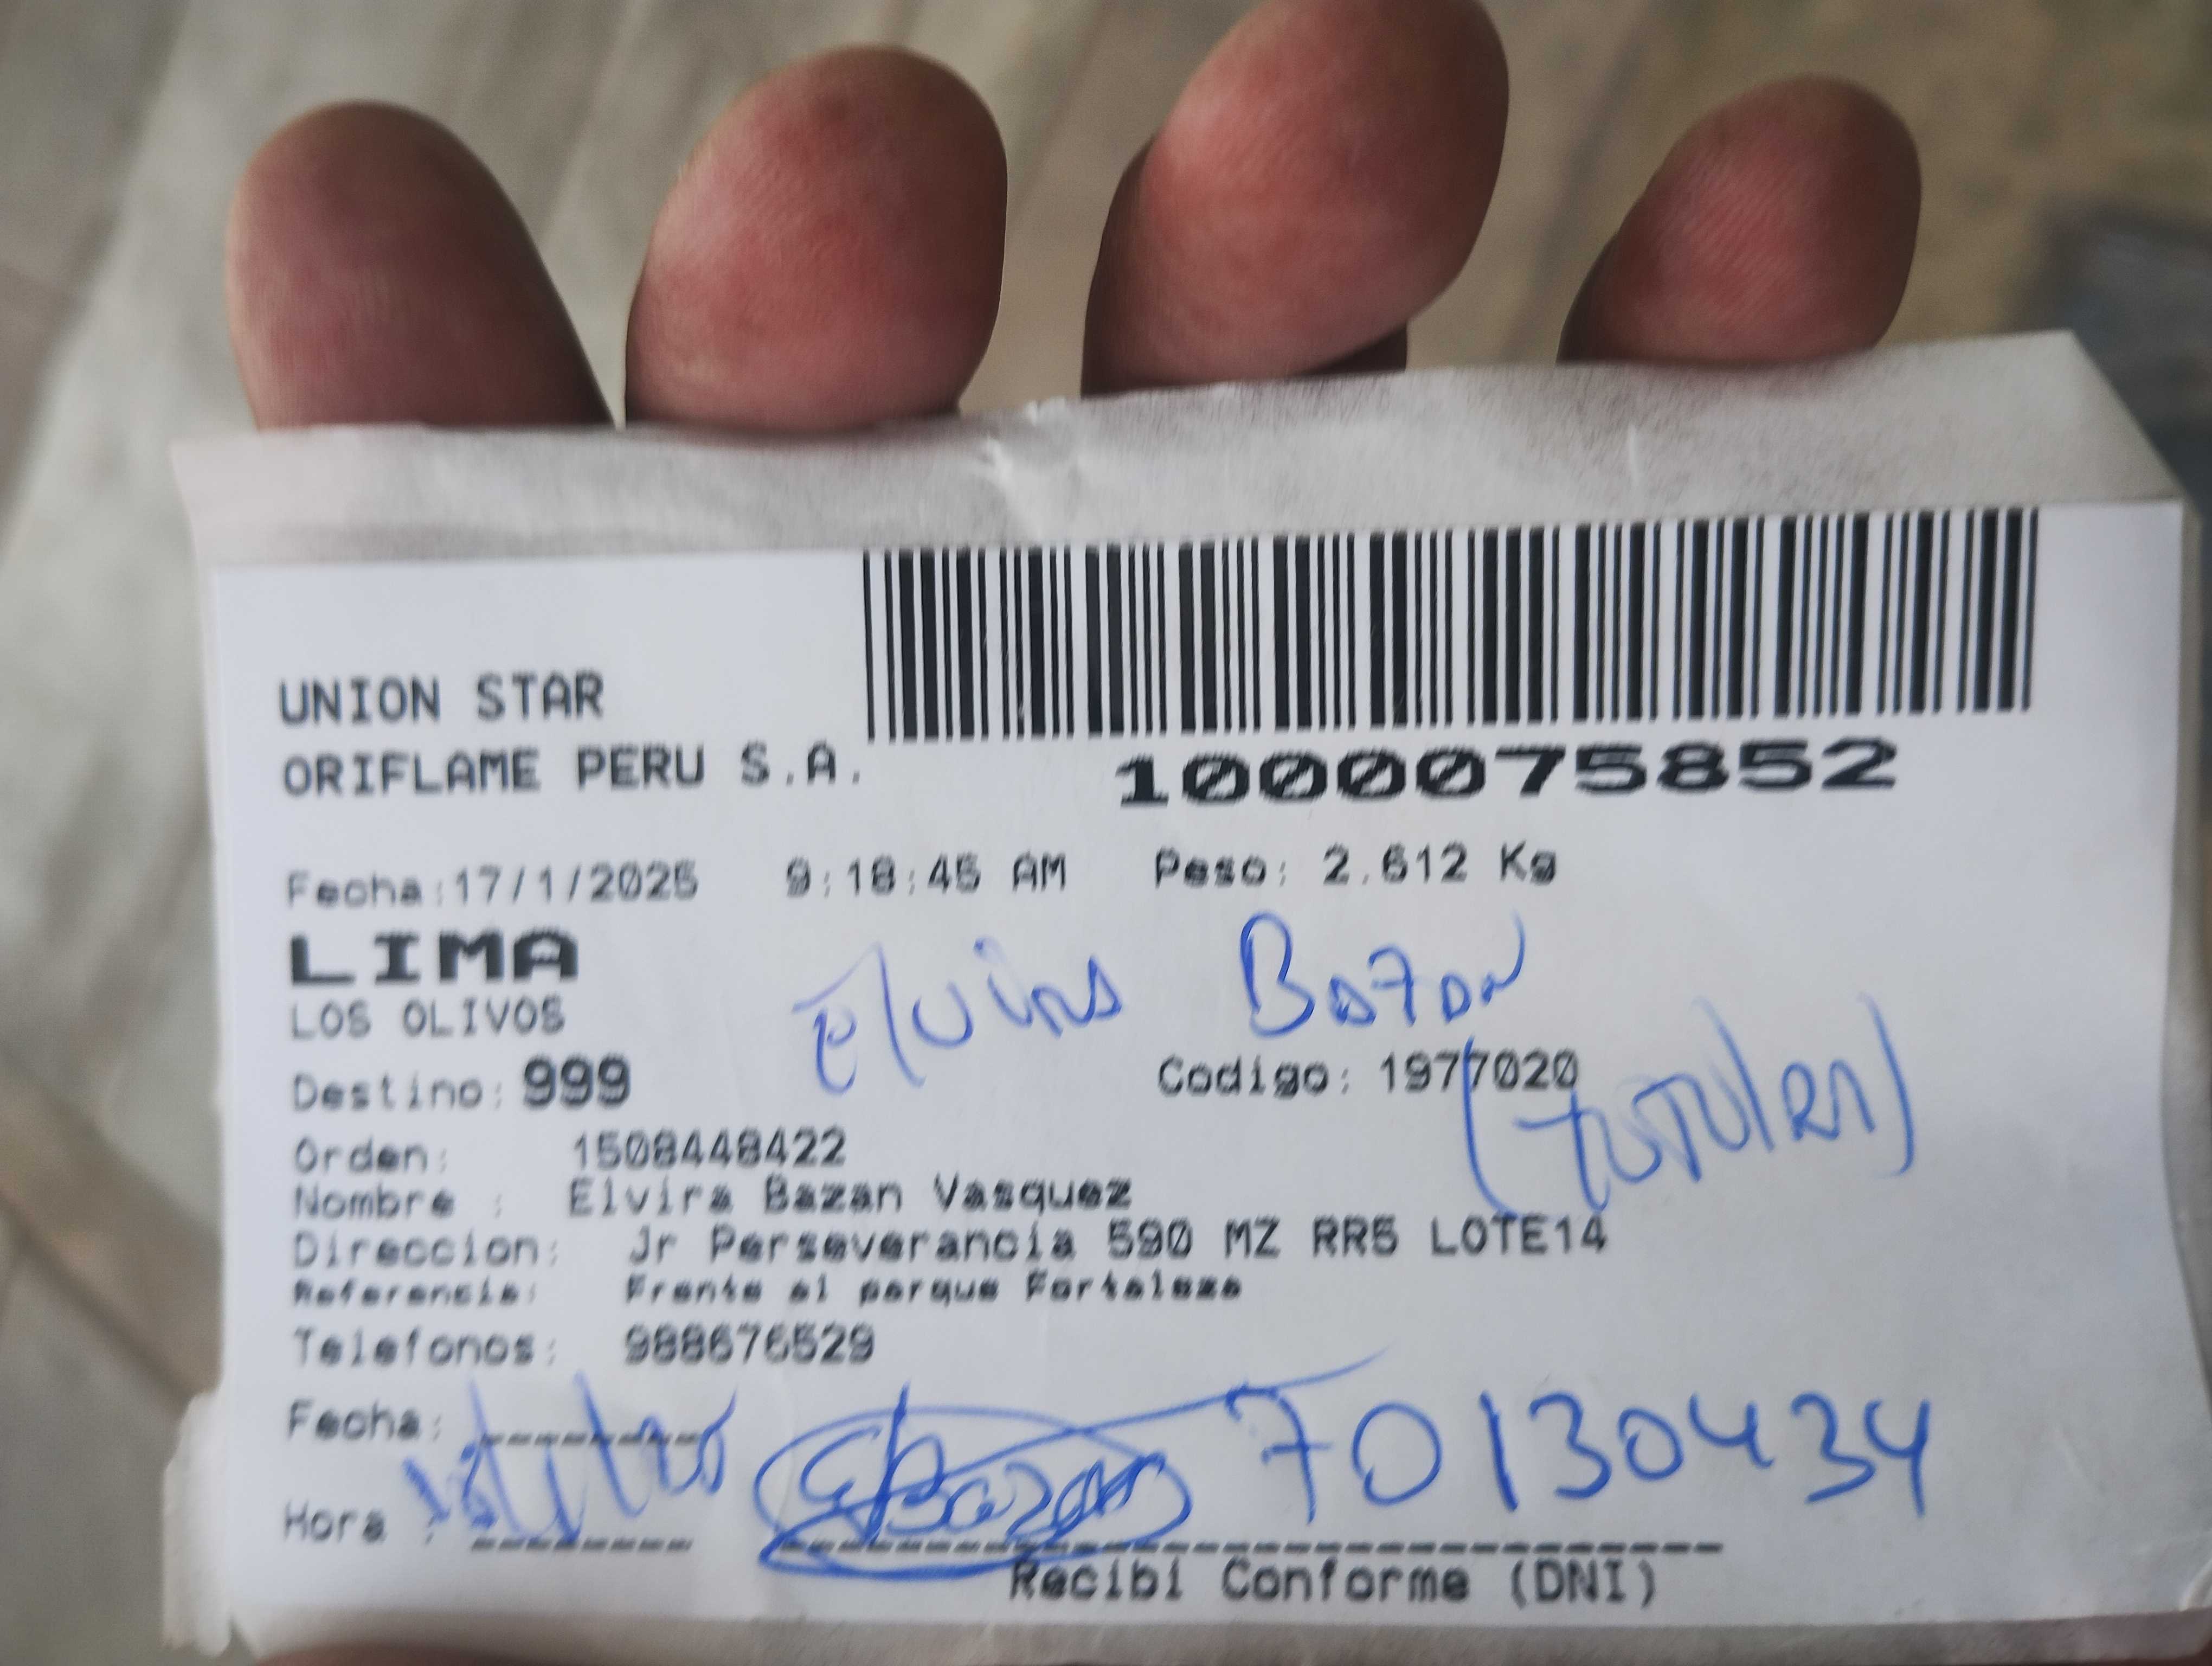 UNION STAR
ORIFLAME PERU S.A.
1000075852
Fecha:17/1/2025 9:18:45 AM Peso: 2.612 Kg
LIMA
LOS OLIVOS
Elvira Bazan
Destino: 999 Codigo: 1977020
(titular)
Orden: 1508448422
Nombre : Elvira Bazan Vasquez
Direccion: Jr Perseverancia 590 MZ RR5 LOTE14
Referencia: Frente al parque Fortaleza
Telefonos: 988676529
Fecha:
Bazan 70130434
Hora :
Recibi Conforme (DNI)